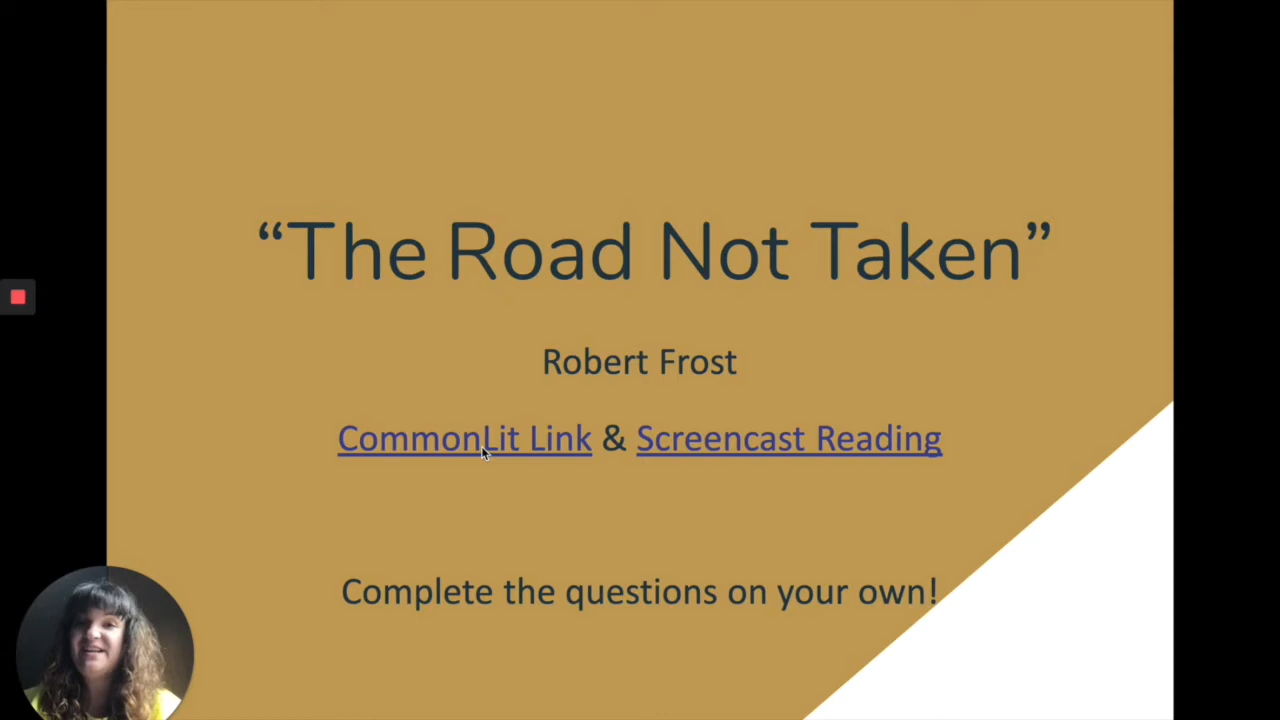 “The Road Not Taken”
Robert Frost
CommonLit Link & Screencast Reading
Complete the questions on your own!